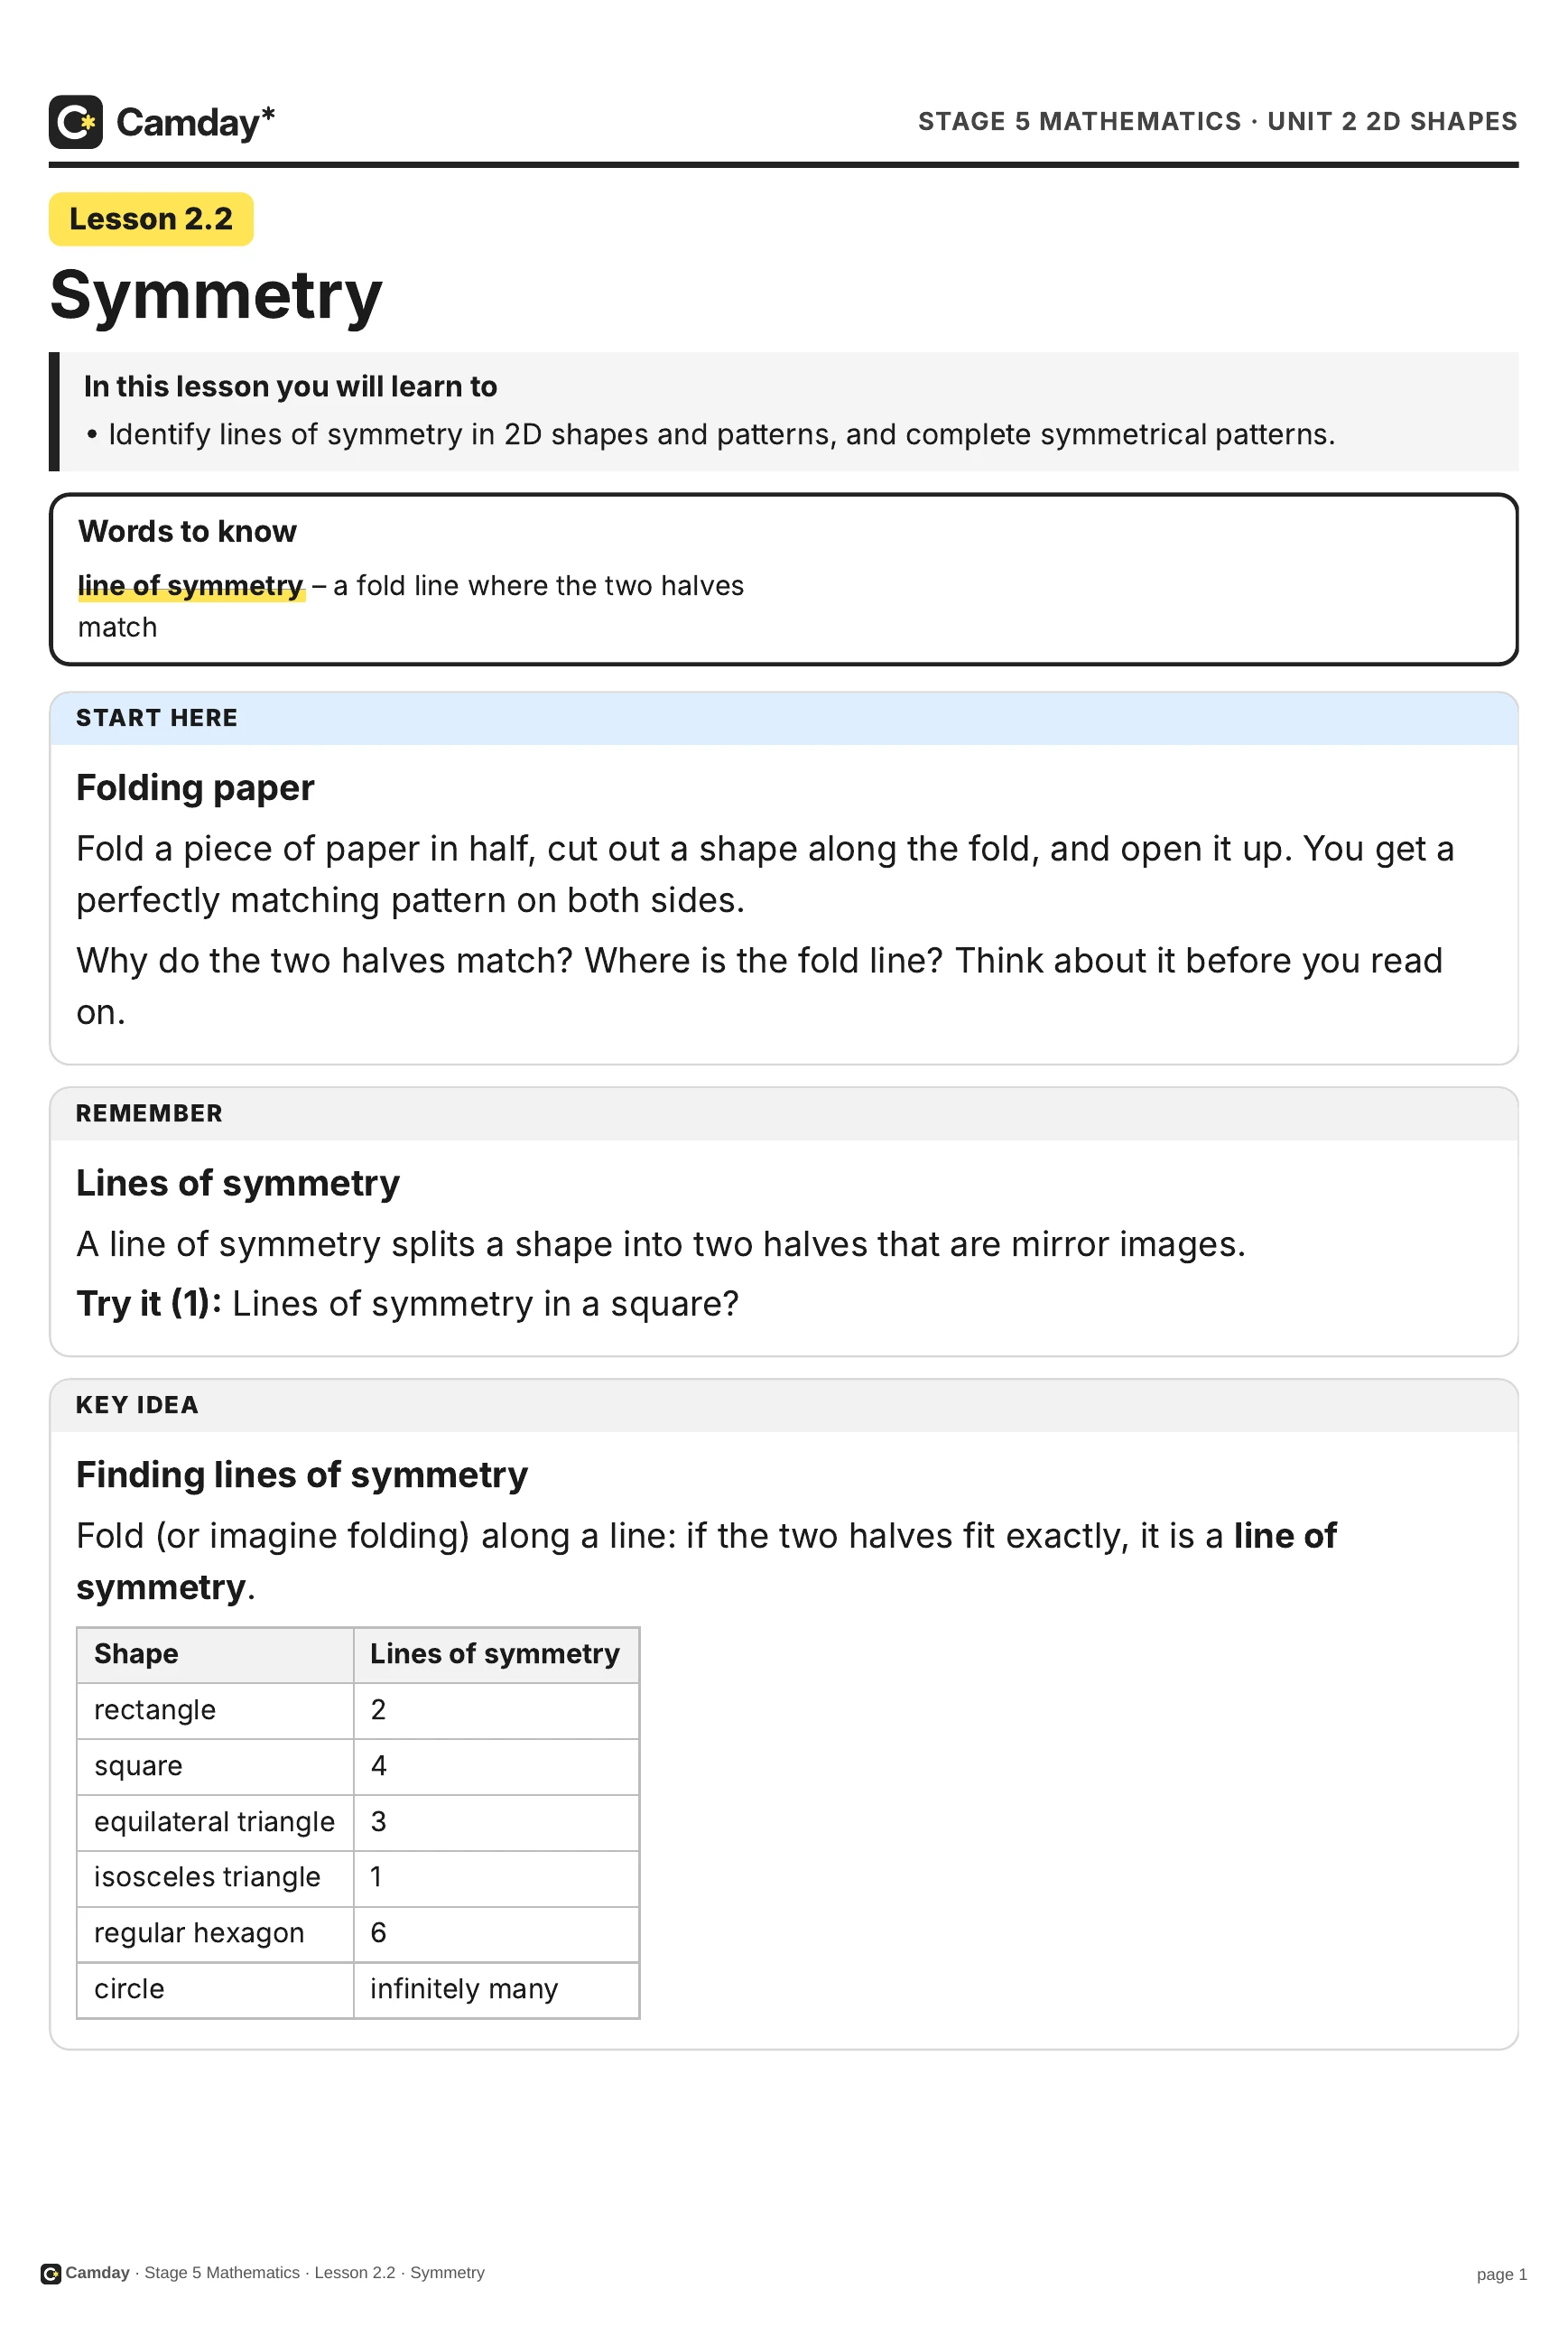 Camday*
STAGE 5 MATHEMATICS · UNIT 2 2D SHAPES
Lesson 2.2
Symmetry
In this lesson you will learn to
• Identify lines of symmetry in 2D shapes and patterns, and complete symmetrical patterns.
Words to know
line of symmetry – a fold line where the two halves
match
START HERE
Folding paper
Fold a piece of paper in half, cut out a shape along the fold, and open it up. You get a
perfectly matching pattern on both sides.
Why do the two halves match? Where is the fold line? Think about it before you read
on.
REMEMBER
Lines of symmetry
A line of symmetry splits a shape into two halves that are mirror images.
Try it (1): Lines of symmetry in a square?
KEY IDEA
Finding lines of symmetry
Fold (or imagine folding) along a line: if the two halves fit exactly, it is a line of
symmetry.
Shape Lines of symmetry
rectangle 2
square 4
equilateral triangle 3
isosceles triangle 1
regular hexagon 6
circle infinitely many
Camday · Stage 5 Mathematics · Lesson 2.2 · Symmetry
page 1